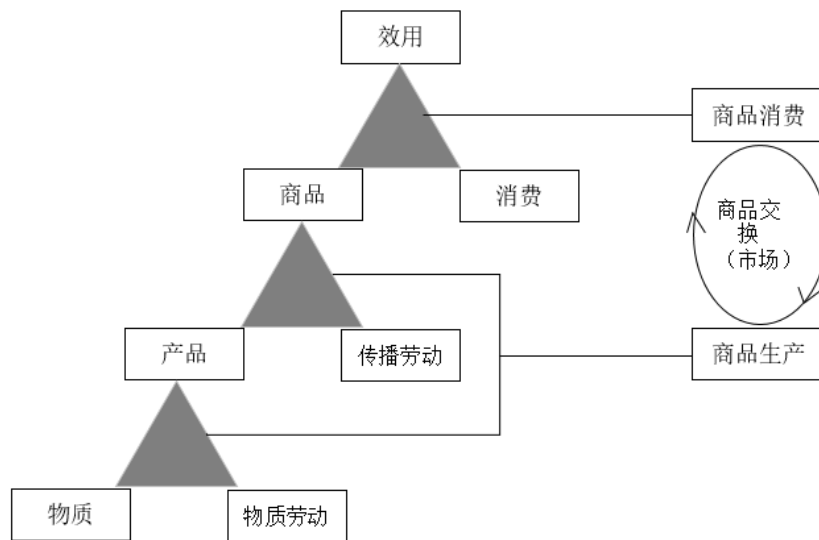 效用
商品消费
商品
消费
商品交
换
（市场）
产品
传播劳动
商品生产
物质
物质劳动